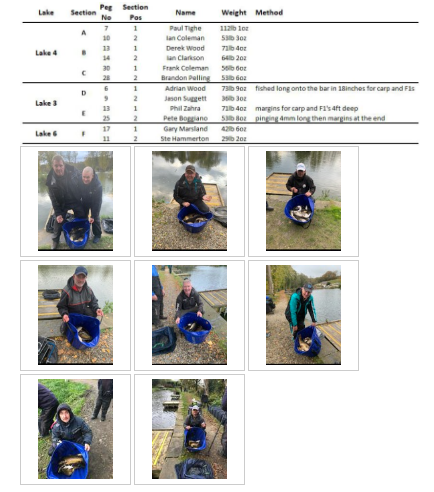 Lake Section Peg No Section Pos Name Weight Method
Lake 4 A 7 1 Paul Tighe 112lb 1oz
10 2 Ian Coleman 53lb 3oz
B 13 1 Derek Wood 71lb 4oz
14 2 Ian Clarkson 64lb 2oz
C 30 1 Frank Coleman 56lb 6oz
28 2 Brandon Pelling 53lb 6oz
Lake 3 D 6 1 Adrian Wood 73lb 9oz fished long onto the bar in 18inches for carp and F1s
9 2 Jason Suggett 36lb 3oz
E 13 1 Phil Zahra 71lb 4oz margins for carp and F1's 4ft deep
25 2 Pete Boggiano 53lb 8oz pinging 4mm long then margins at the end
Lake 6 F 17 1 Gary Marsland 42lb 6oz
11 2 Ste Hammerton 29lb 2oz